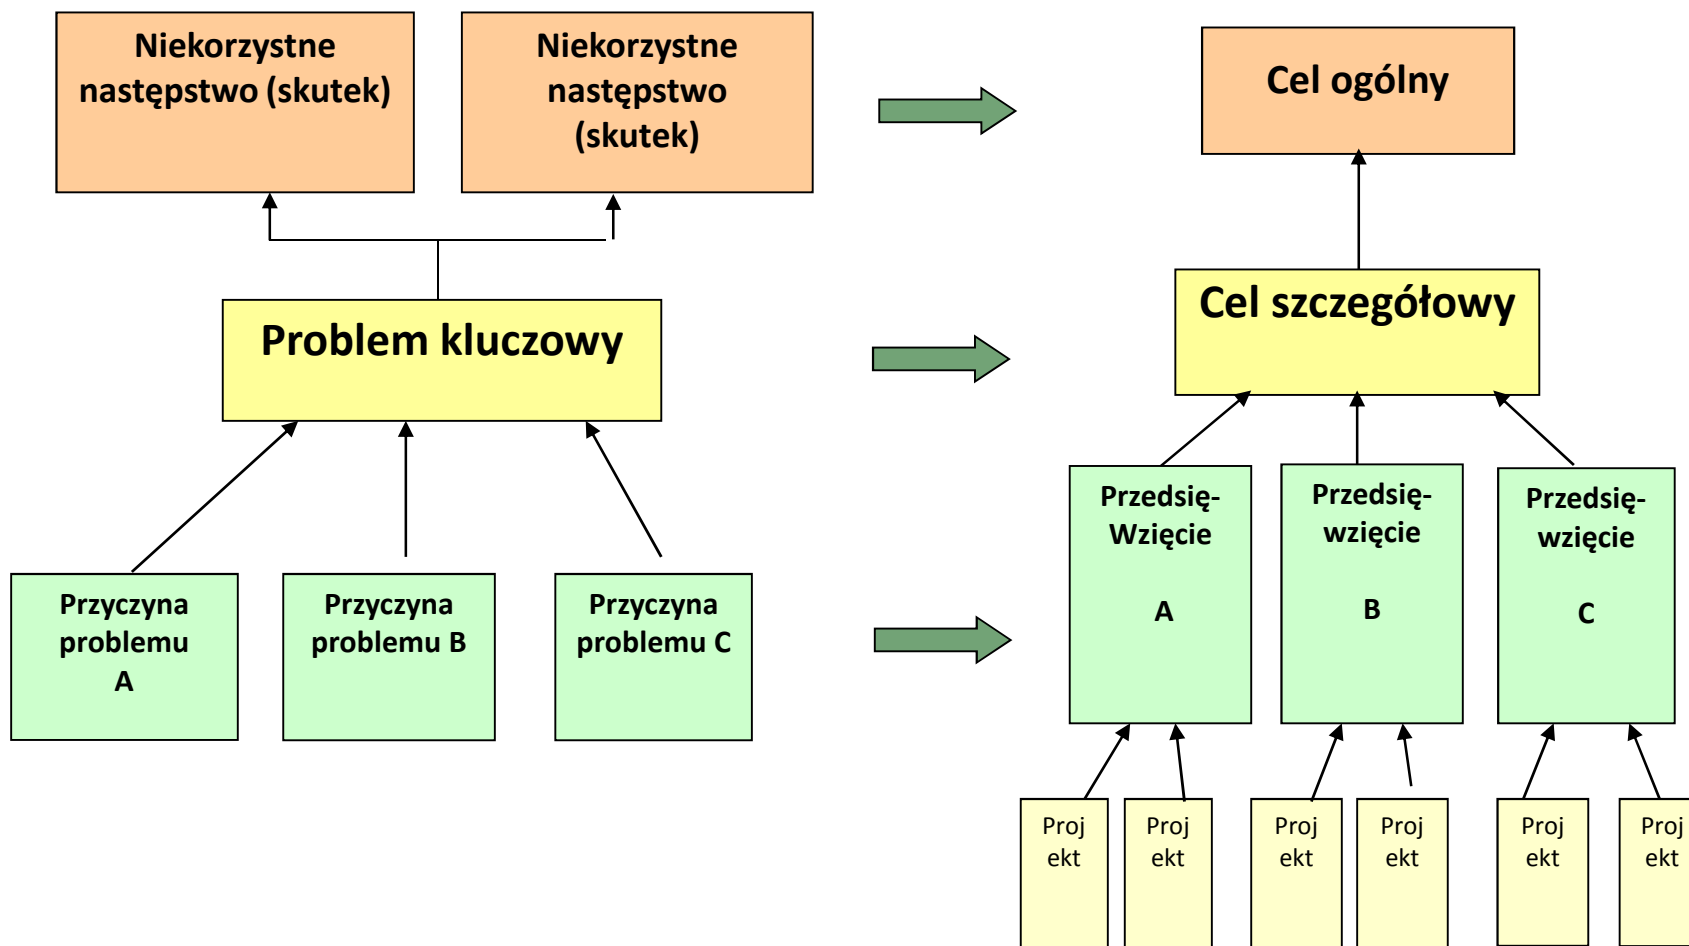 Niekorzystne
następstwo (skutek)
Niekorzystne
następstwo
(skutek)
Cel ogólny
Problem kluczowy
Cel szczegółowy
Przyczyna
problemu
A
Przyczyna
problemu B
Przyczyna
problemu C
Przedsię-
Wzięcie
A
Przedsię-
wzięcie
B
Przedsię-
wzięcie
C
Proj
ekt
Proj
ekt
Proj
ekt
Proj
ekt
Proj
ekt
Proj
ekt